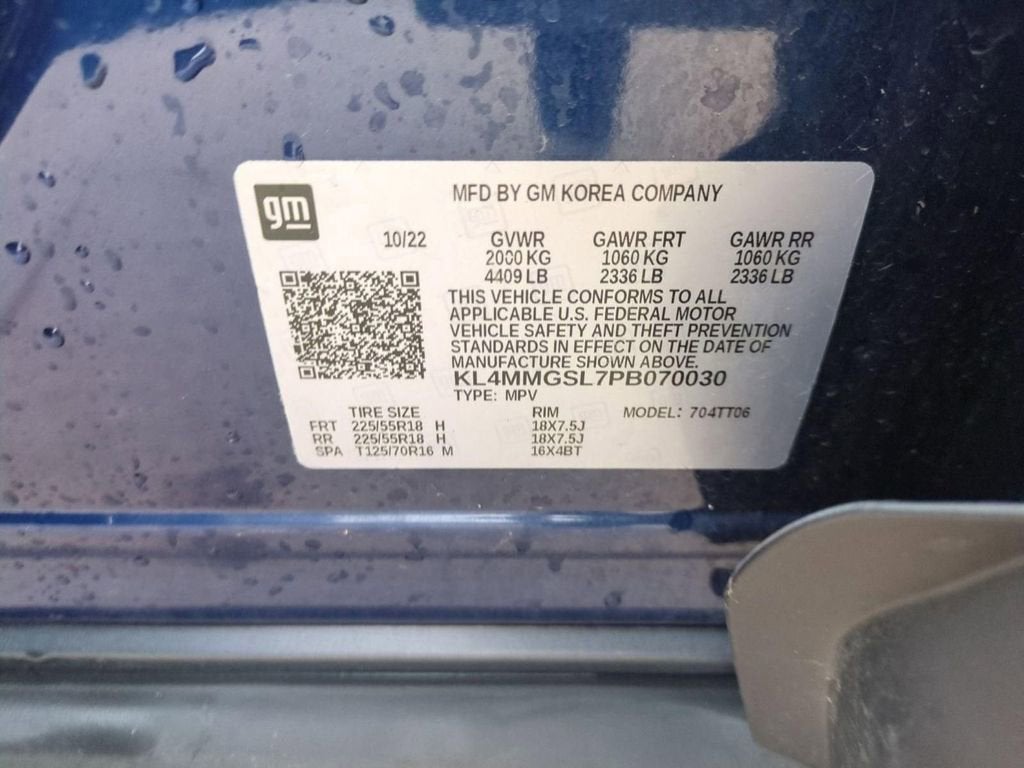 gm
MFD BY GM KOREA COMPANY
10/22 GVWR GAWR FRT GAWR RR
2000 KG 1060 KG 1060 KG
4409 LB 2336 LB 2336 LB
THIS VEHICLE CONFORMS TO ALL
APPLICABLE U.S. FEDERAL MOTOR
VEHICLE SAFETY AND THEFT PREVENTION
STANDARDS IN EFFECT ON THE DATE OF
MANUFACTURE SHOWN ABOVE.
KL4MMGSL7PB070030
TYPE: MPV
TIRE SIZE RIM MODEL: 704TT06
FRT 225/55R18 H 18X7.5J
RR 225/55R18 H 18X7.5J
SPA T125/70R16 M 16X4BT